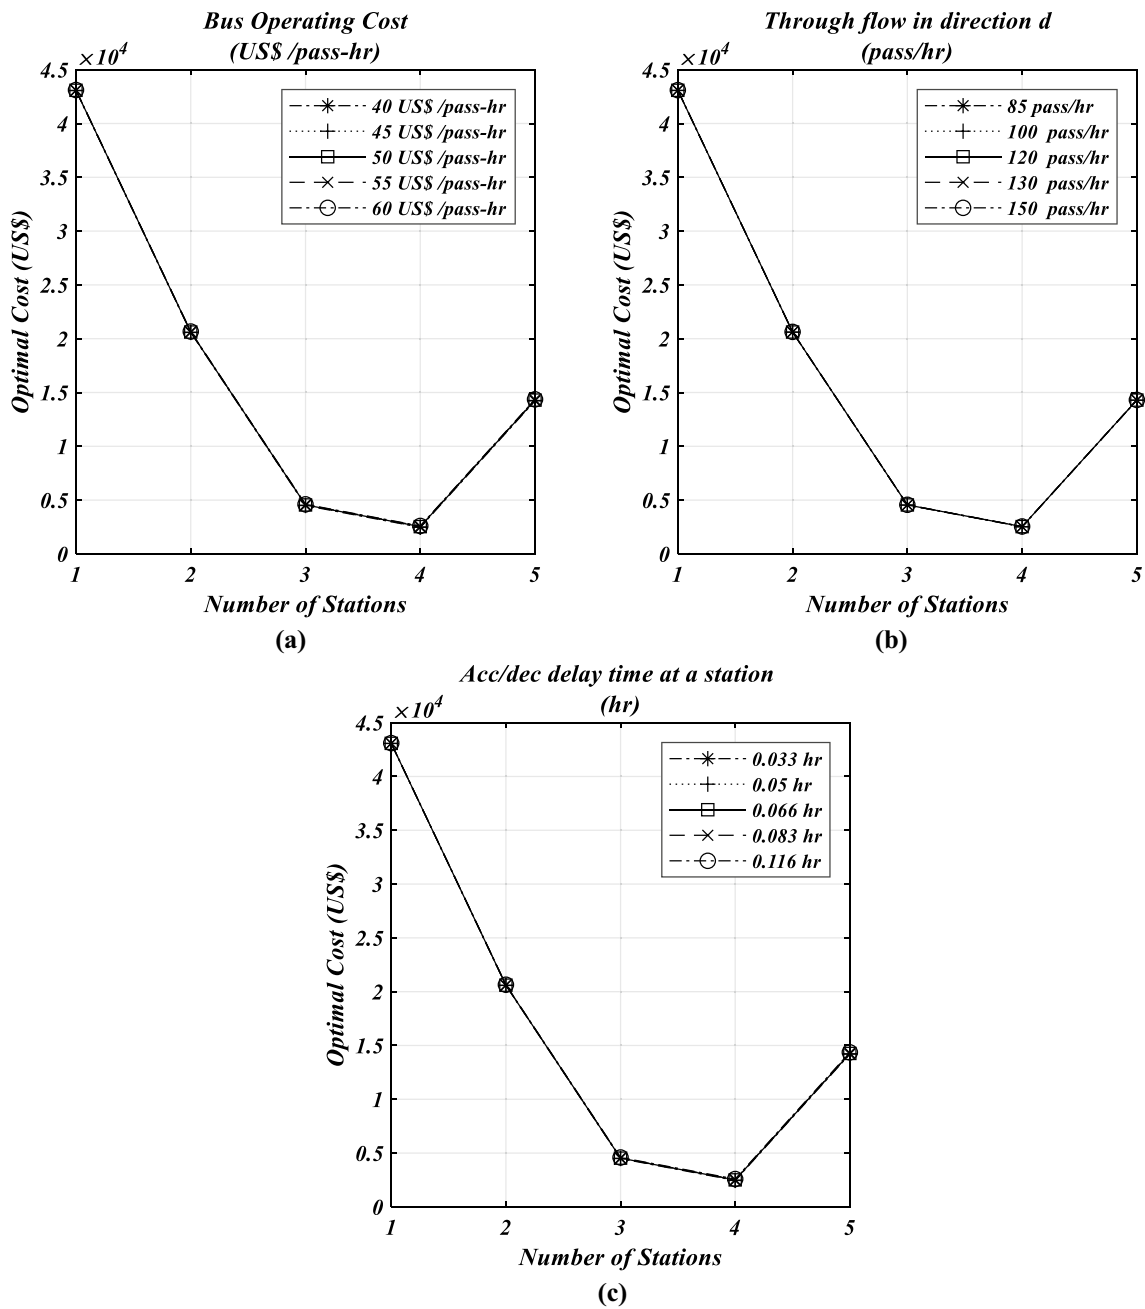 Bus Operating Cost
(US$ /pass-hr)
×10⁴
4.5
4
3.5
3
2.5
2
1.5
1
0.5
0
Optimal Cost (US$)
40 US$ /pass-hr
45 US$ /pass-hr
50 US$ /pass-hr
55 US$ /pass-hr
60 US$ /pass-hr
1 2 3 4 5
Number of Stations
(a)
Through flow in direction d
(pass/hr)
×10⁴
4.5
4
3.5
3
2.5
2
1.5
1
0.5
0
Optimal Cost (US$)
85 pass/hr
100 pass/hr
120 pass/hr
130 pass/hr
150 pass/hr
1 2 3 4 5
Number of Stations
(b)
Acc/dec delay time at a station
(hr)
×10⁴
4.5
4
3.5
3
2.5
2
1.5
1
0.5
0
Optimal Cost (US$)
0.033 hr
0.05 hr
0.066 hr
0.083 hr
0.116 hr
1 2 3 4 5
Number of Stations
(c)